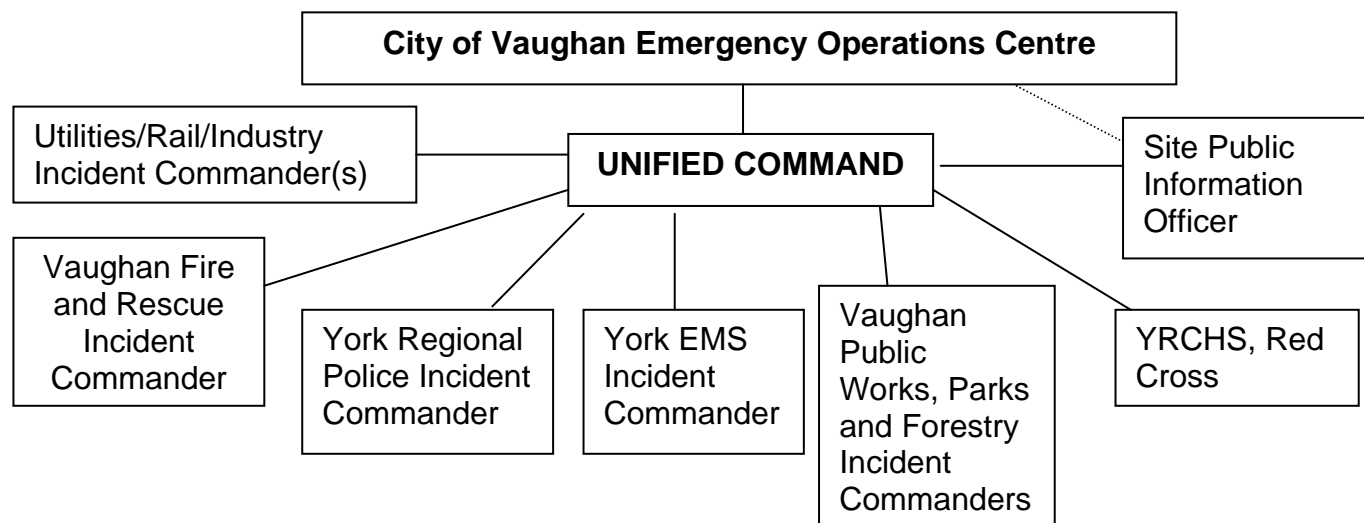 City of Vaughan Emergency Operations Centre
Utilities/Rail/Industry
Incident Commander(s)
UNIFIED COMMAND
Site Public
Information
Officer
Vaughan Fire
and Rescue
Incident
Commander
York Regional
Police Incident
Commander
York EMS
Incident
Commander
Vaughan
Public
Works, Parks
and Forestry
Incident
Commanders
YRCHS, Red
Cross